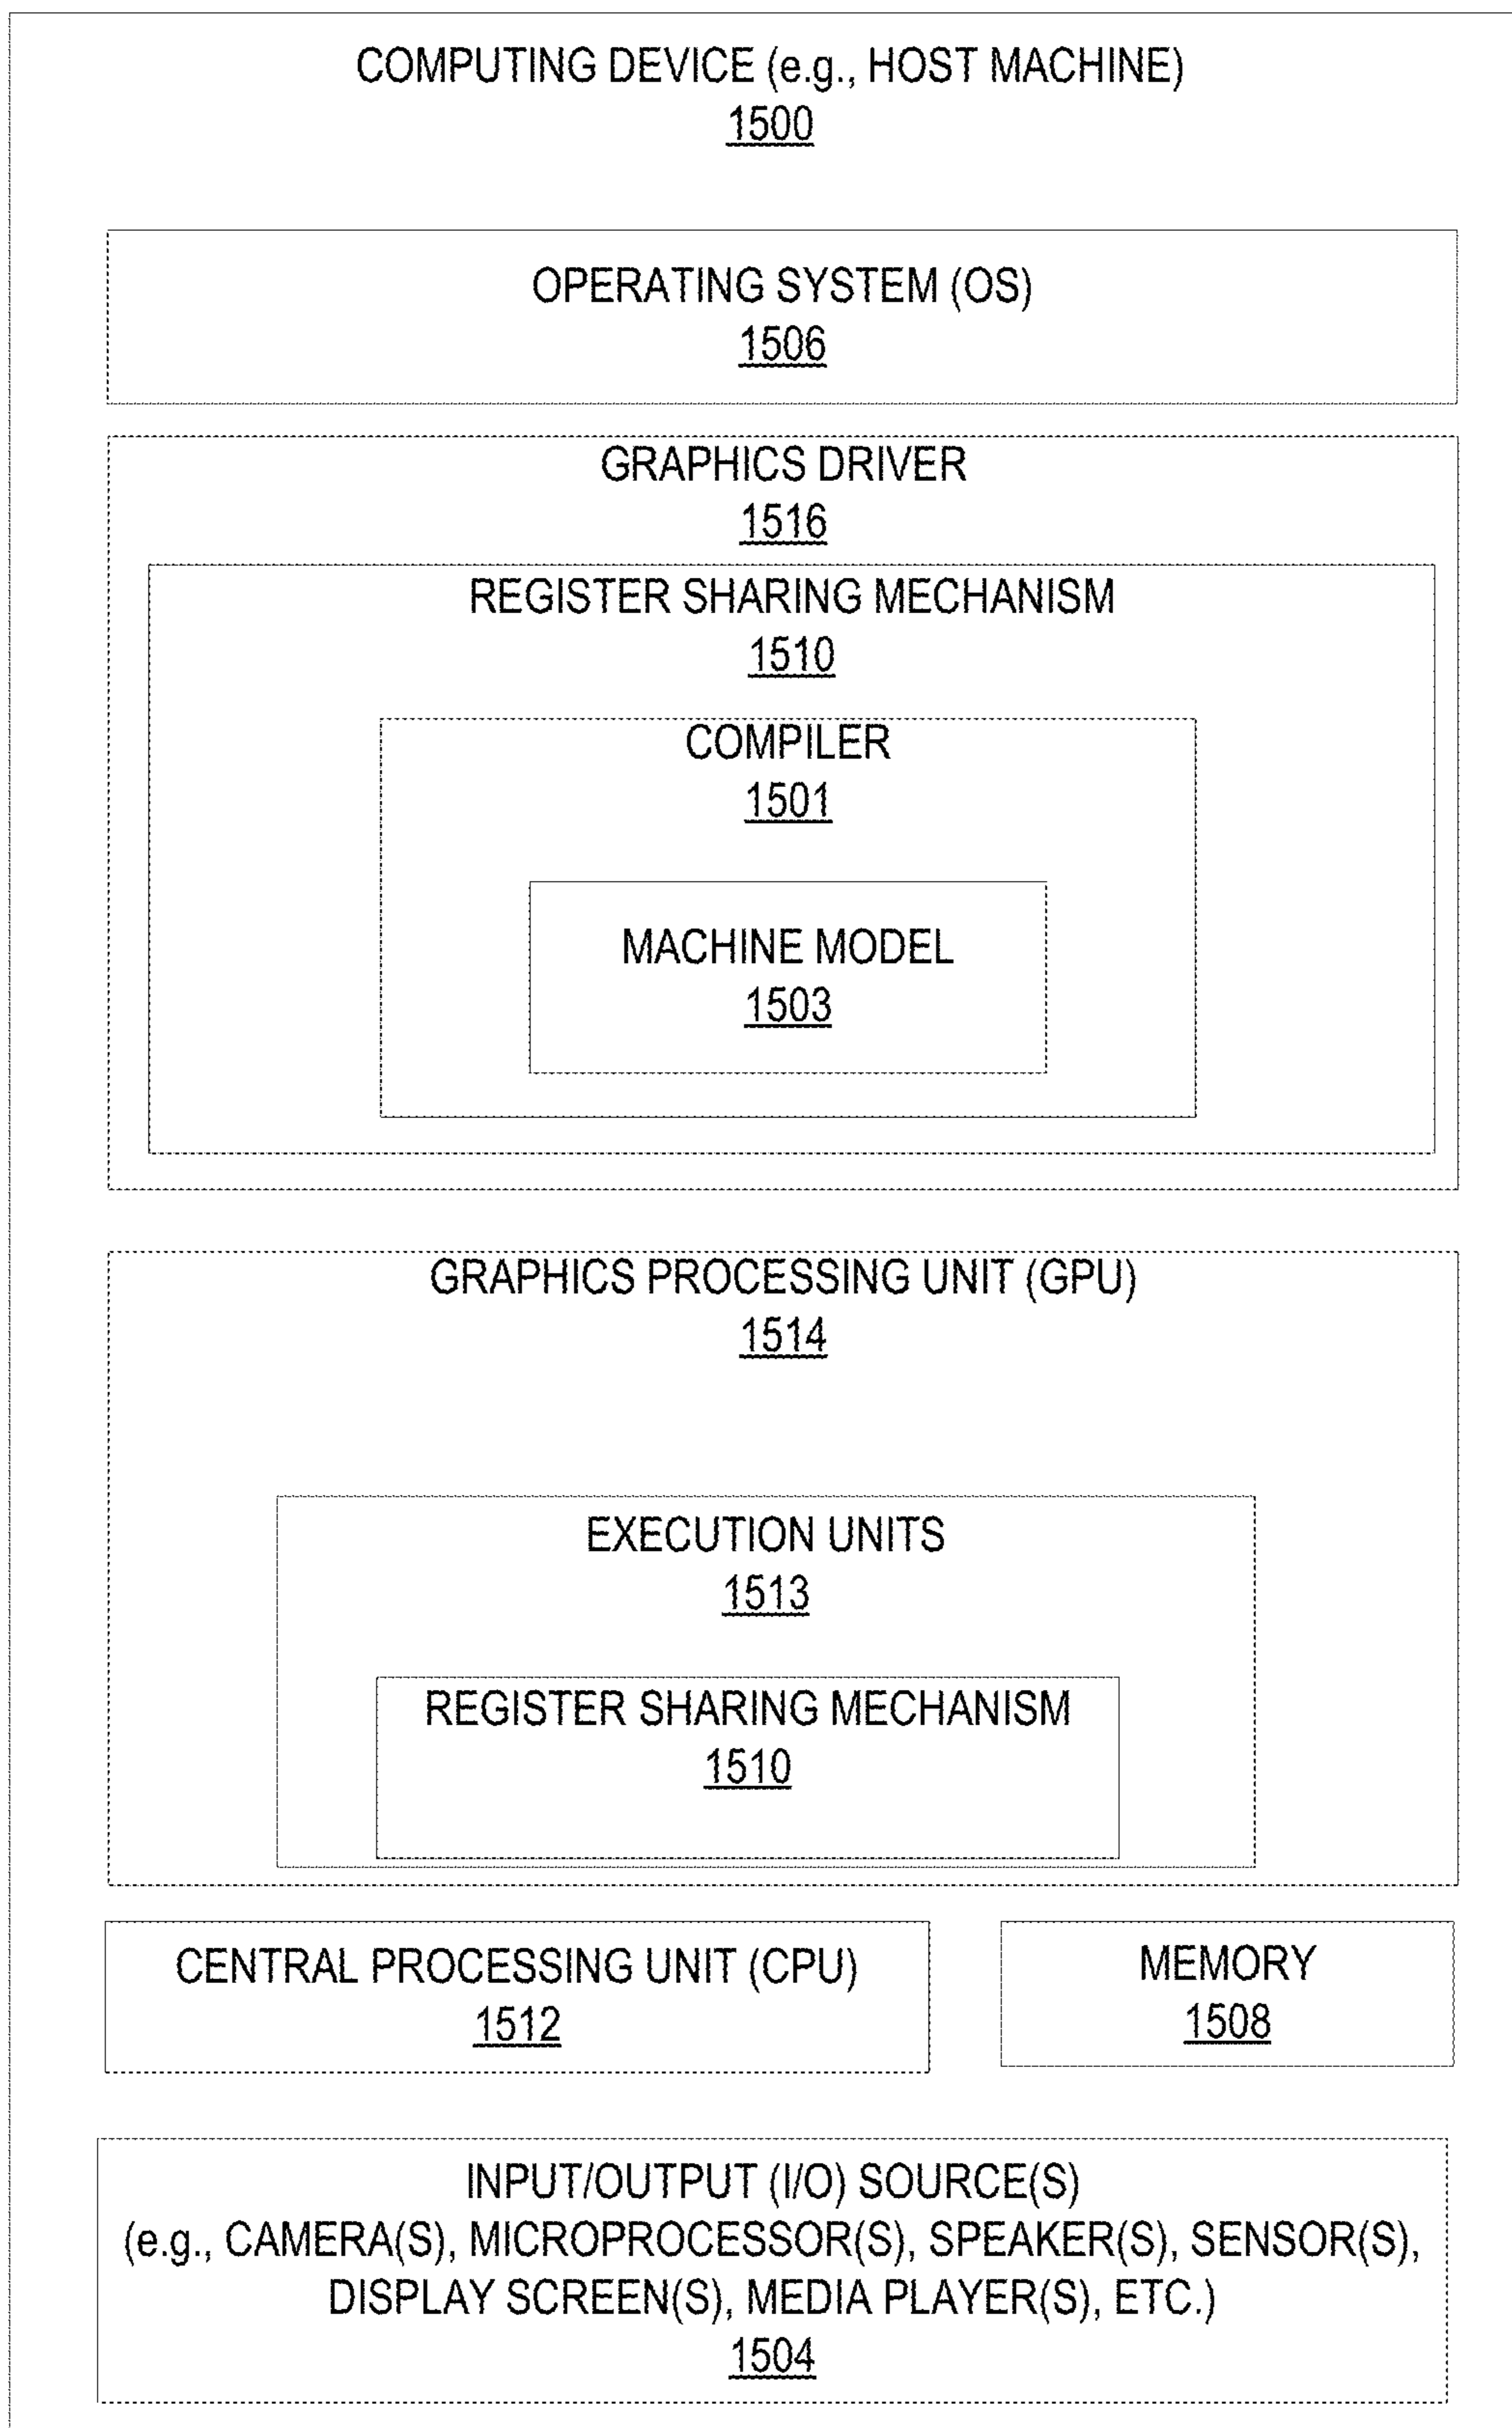 COMPUTING DEVICE (e.g., HOST MACHINE)
1500
OPERATING SYSTEM (OS)
1506
GRAPHICS DRIVER
1516
REGISTER SHARING MECHANISM
1510
COMPILER
1501
MACHINE MODEL
1503
GRAPHICS PROCESSING UNIT (GPU)
1514
EXECUTION UNITS
1513
REGISTER SHARING MECHANISM
1510
CENTRAL PROCESSING UNIT (CPU)
1512
MEMORY
1508
INPUT/OUTPUT (I/O) SOURCE(S)
(e.g., CAMERA(S), MICROPROCESSOR(S), SPEAKER(S), SENSOR(S),
DISPLAY SCREEN(S), MEDIA PLAYER(S), ETC.)
1504